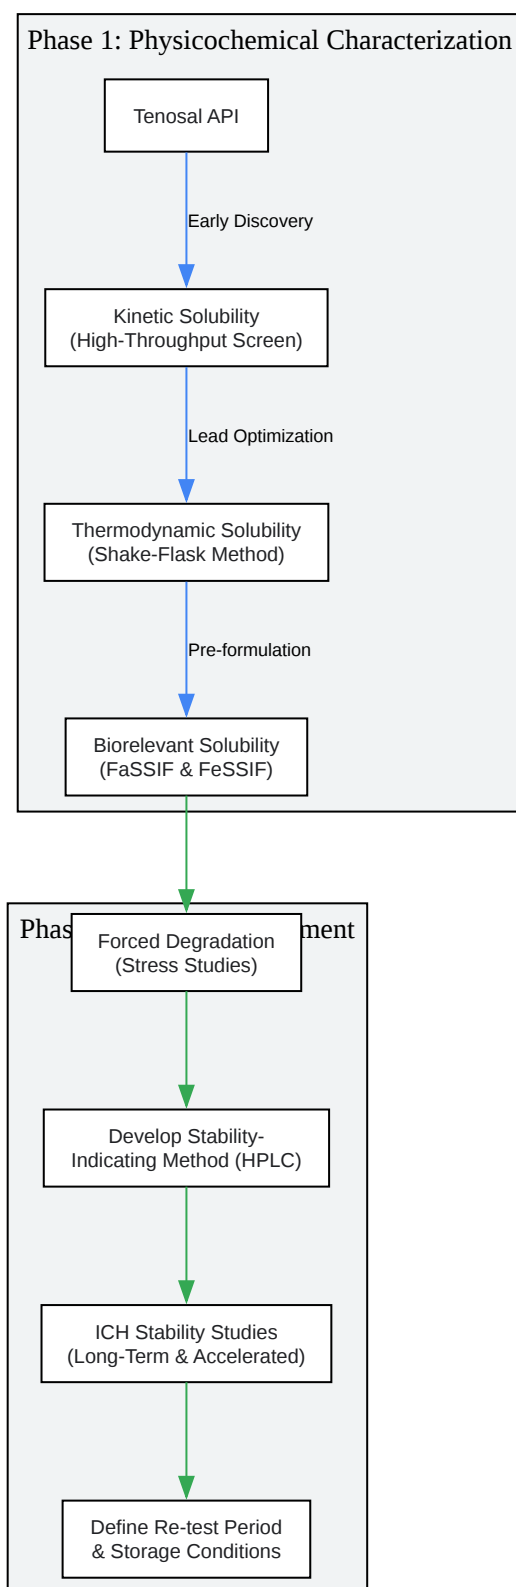 Phase 1: Physicochemical Characterization
Tenosal API
Early Discovery
Kinetic Solubility
(High-Throughput Screen)
Lead Optimization
Thermodynamic Solubility
(Shake-Flask Method)
Pre-formulation
Biorelevant Solubility
(FaSSIF & FeSSIF)
Forced Degradation
(Stress Studies)
Develop Stability-
Indicating Method (HPLC)
ICH Stability Studies
(Long-Term & Accelerated)
Define Re-test Period
& Storage Conditions